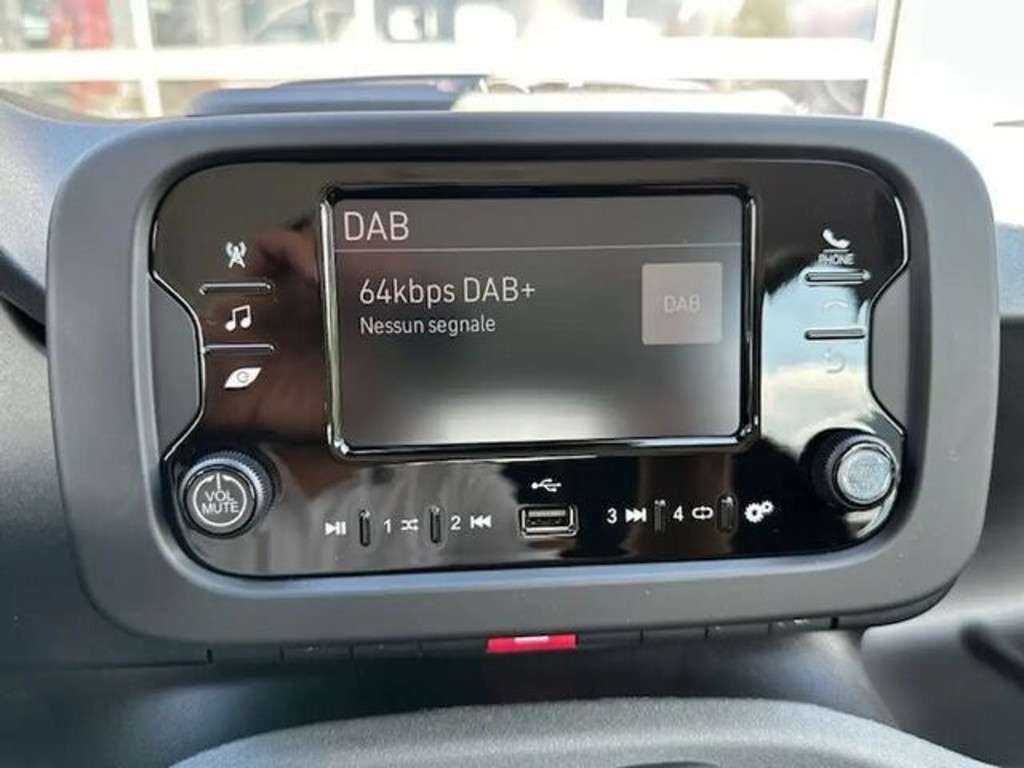 DAB
64kbps DAB+
Nessun segnale
DAB
PHONE
VOL
MUTE
1 2 3 4